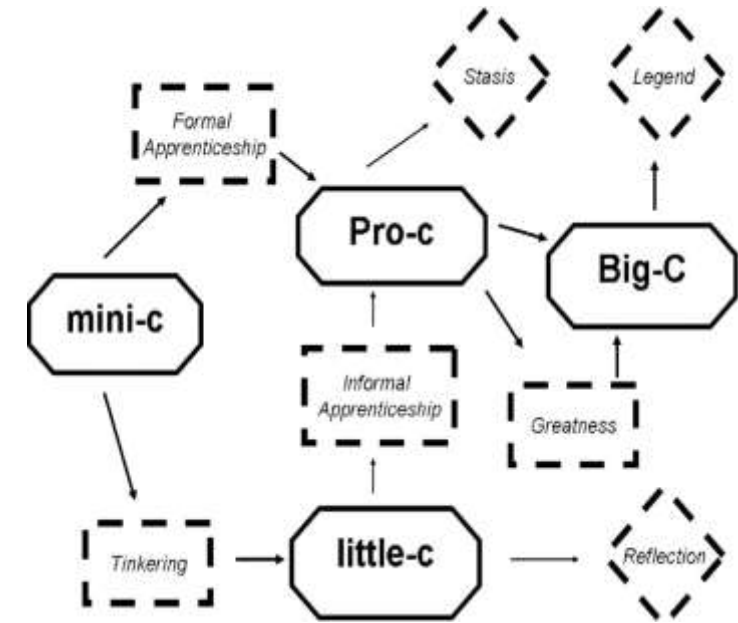 Stasis
Legend
Formal
Apprenticeship
Pro-c
Big-C
mini-c
Informal
Apprenticeship
Greatness
Tinkering
little-c
Reflection